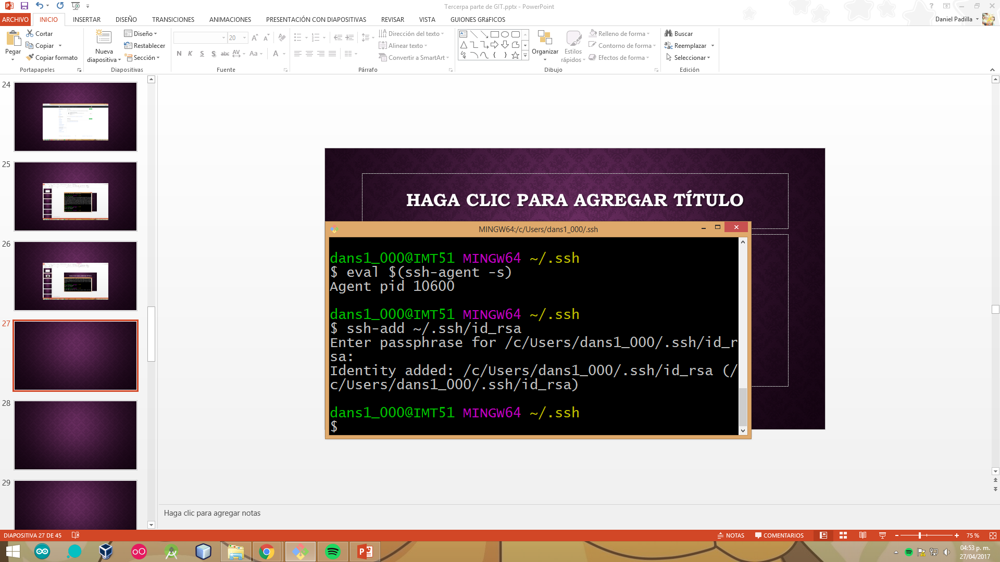 Tercerpa parte de GIT.pptx - PowerPoint
ARCHIVO INICIO INSERTAR DISEÑO TRANSICIONES ANIMACIONES PRESENTACIÓN CON DIAPOSITIVAS REVISAR VISTA GUIONES GRáFICOS Daniel Padilla
Pegar
Cortar
Copiar
Copiar formato
Portapapeles
Nueva
diapositiva
Diseño
Restablecer
Sección
Diapositivas
20
N K S S abc AV Aa A
Fuente
Dirección del texto
Alinear texto
Convertir a SmartArt
Párrafo
Organizar
Estilos
rápidos
Relleno de forma
Contorno de forma
Efectos de forma
Dibujo
Buscar
Reemplazar
Seleccionar
Edición
24
25
26
27
28
29
HAGA CLIC PARA AGREGAR TÍTULO
MINGW64:/c/Users/dans1_000/.ssh
dans1_000@IMT51 MINGW64 ~/.ssh
$ eval $(ssh-agent -s)
Agent pid 10600
dans1_000@IMT51 MINGW64 ~/.ssh
$ ssh-add ~/.ssh/id_rsa
Enter passphrase for /c/Users/dans1_000/.ssh/id_r
sa:
Identity added: /c/Users/dans1_000/.ssh/id_rsa (/
c/Users/dans1_000/.ssh/id_rsa)
dans1_000@IMT51 MINGW64 ~/.ssh
$
Haga clic para agregar notas
DIAPOSITIVA 27 DE 45 NOTAS COMENTARIOS 75 %
04:53 p. m.
27/04/2017